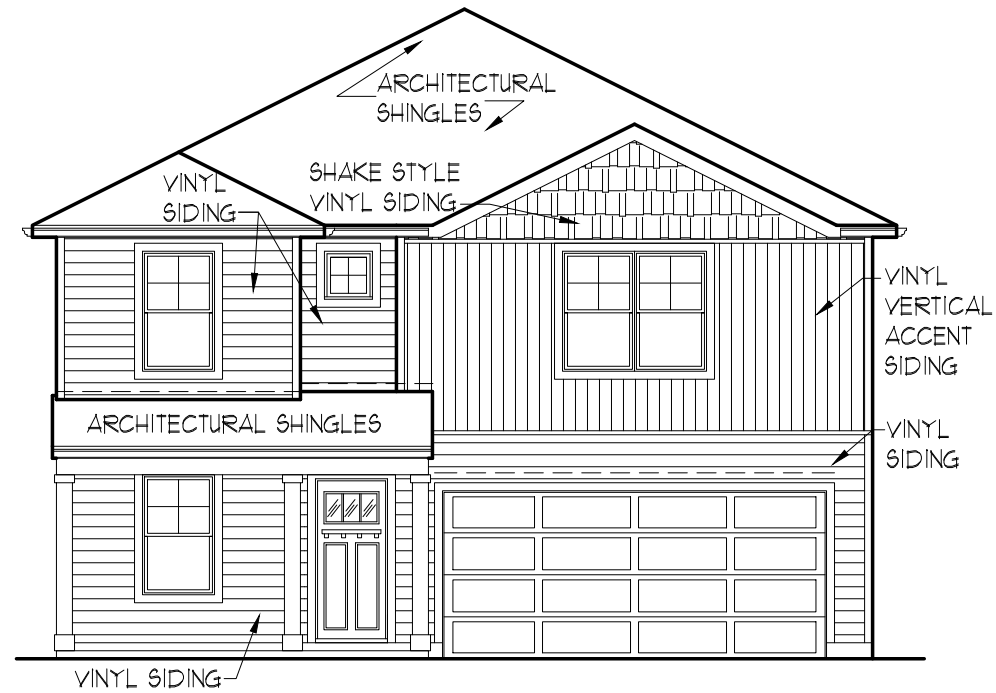 ARCHITECTURAL
SHINGLES
SHAKE STYLE
VINYL SIDING
VINYL
SIDING
VINYL
VERTICAL
ACCENT
SIDING
ARCHITECTURAL SHINGLES
VINYL
SIDING
VINYL SIDING